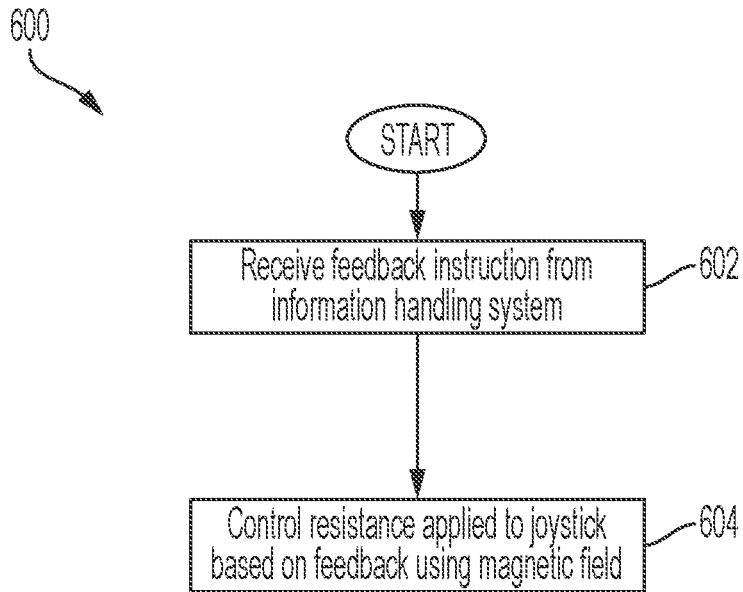 600
START
Receive feedback instruction from
information handling system
602
Control resistance applied to joystick
based on feedback using magnetic field
604